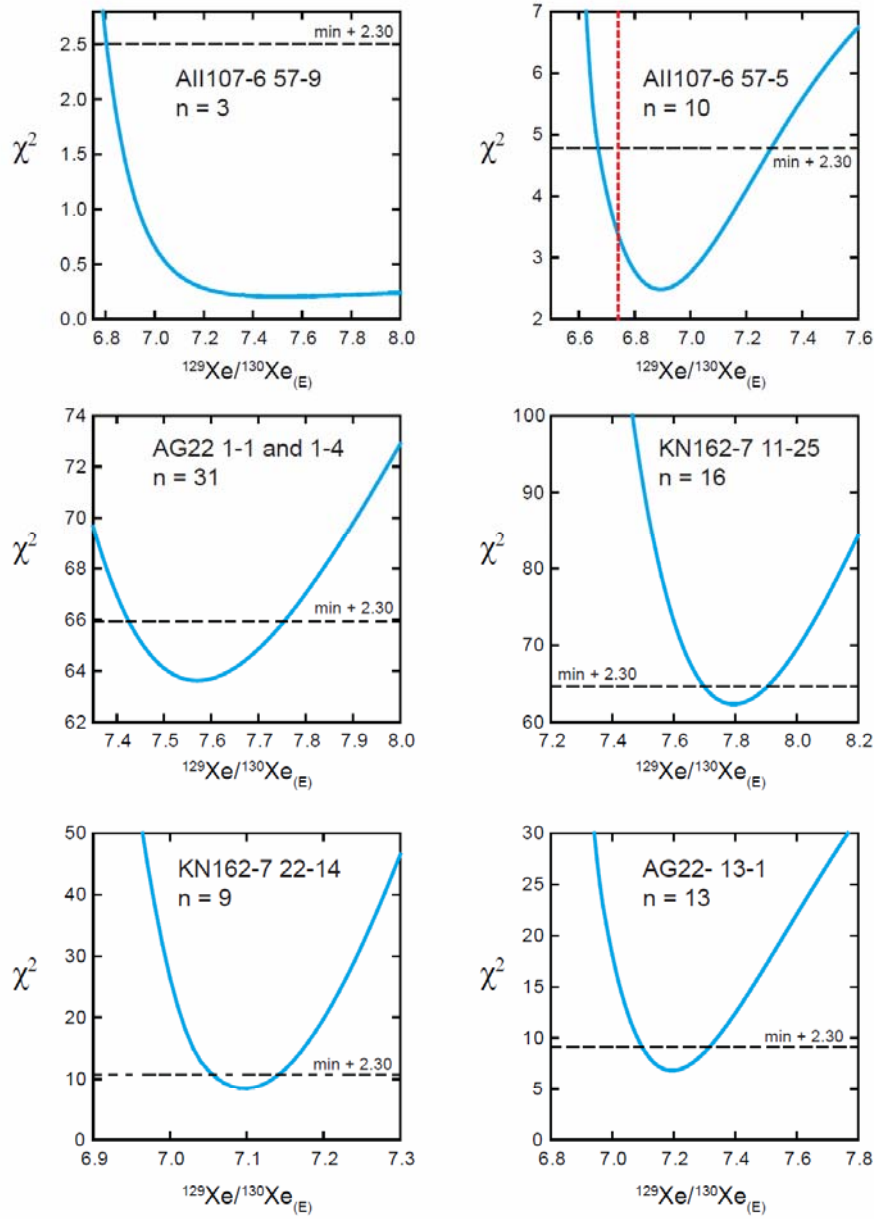 3.0
2.5
2.0
1.5
1.0
0.5
0.0
χ²
min + 2.30
AII107-6 57-9
n = 3
6.8 7.0 7.2 7.4 7.6 7.8 8.0
¹²⁹Xe/¹³⁰Xe(E)
7
6
5
4
3
2
χ²
AII107-6 57-5
n = 10
min + 2.30
6.6 6.8 7.0 7.2 7.4 7.6
¹²⁹Xe/¹³⁰Xe(E)
74
72
70
68
66
64
62
χ²
AG22 1-1 and 1-4
n = 31
min + 2.30
7.4 7.5 7.6 7.7 7.8 7.9 8.0
¹²⁹Xe/¹³⁰Xe(E)
100
90
80
70
60
χ²
KN162-7 11-25
n = 16
min + 2.30
7.2 7.4 7.6 7.8 8.0 8.2
¹²⁹Xe/¹³⁰Xe(E)
50
40
30
20
10
0
χ²
KN162-7 22-14
n = 9
min + 2.30
6.9 7.0 7.1 7.2 7.3
¹²⁹Xe/¹³⁰Xe(E)
30
25
20
15
10
5
0
χ²
AG22- 13-1
n = 13
min + 2.30
6.8 7.0 7.2 7.4 7.6 7.8
¹²⁹Xe/¹³⁰Xe(E)